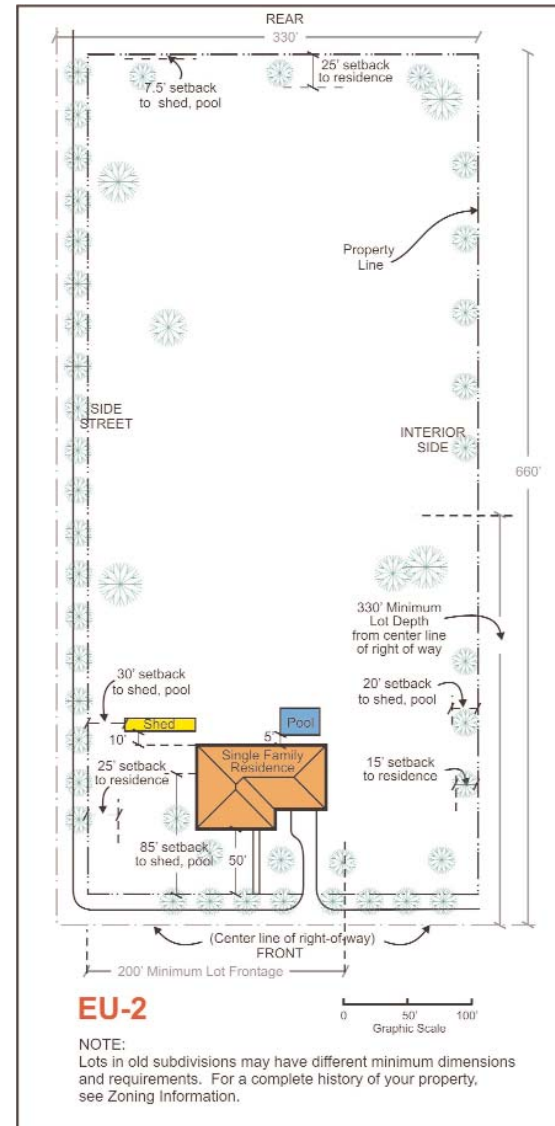 REAR
330'
25' setback
to residence
7.5' setback
to shed, pool
Property
Line
SIDE
STREET
INTERIOR
SIDE
660'
330' Minimum
Lot Depth
from center line
of right of way
30' setback
to shed, pool
20' setback
to shed, pool
Shed
Pool
10'
5'
Single Family
Residence
25' setback
to residence
15' setback
to residence
85' setback
to shed, pool
50'
(Center line of right-of-way)
FRONT
200' Minimum Lot Frontage
EU-2
0 50' 100'
Graphic Scale
NOTE:
Lots in old subdivisions may have different minimum dimensions
and requirements. For a complete history of your property,
see Zoning Information.